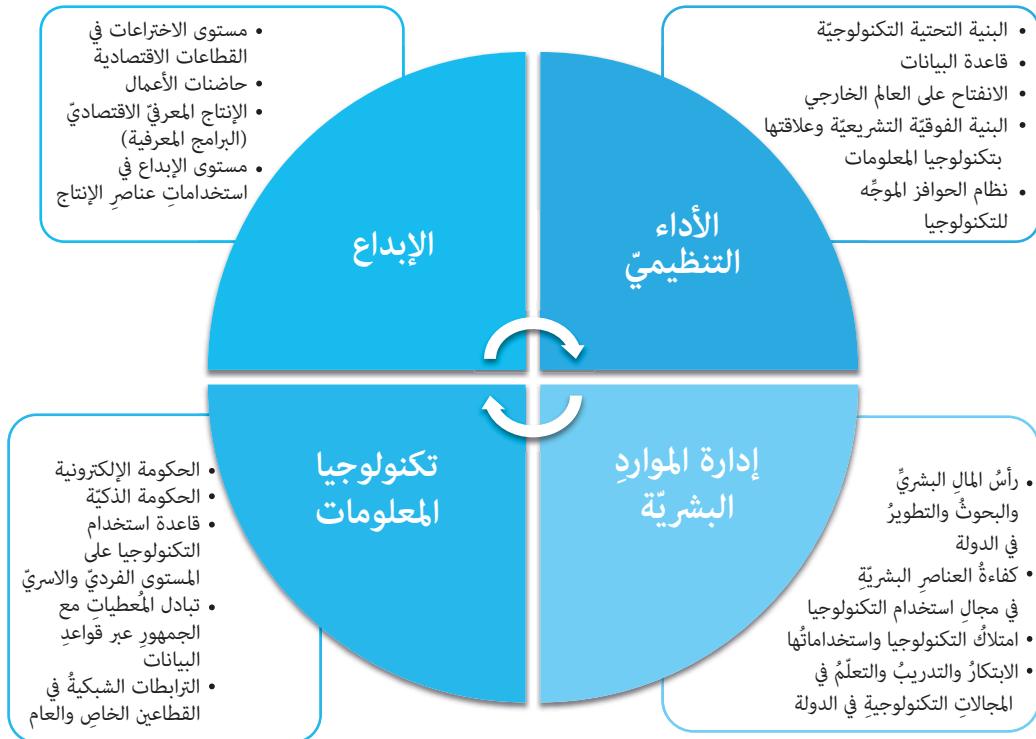 • البنية التحتية التكنولوجيّة
• قاعدة البيانات
• الانفتاح على العالم الخارجي
• البنية الفوقيّة التشريعيّة وعلاقتها
بتكنولوجيا المعلومات
• نظام الحوافز الموجِّه
للتكنولوجيا
الأداء
التنظيميّ
• مستوى الاختراعات في
القطاعات الاقتصادية
• حاضنات الأعمال
• الإنتاج المعرفيّ الاقتصاديّ
(البرامج المعرفية)
• مستوى الإبداع في
استخداماتِ عناصرِ الإنتاج
الإبداع
إدارة المواردِ
البشريّة
• رأسُ المالِ البشريِّ
والبحوثُ والتطويرُ
في الدولة
• كفاءةُ العناصرِ البشريّةِ
في مجالِ استخدام التكنولوجيا
• امتلاكُ التكنولوجيا واستخداماتُها
• الابتكارُ والتدريبُ والتعلّمُ في
المجالاتِ التكنولوجيةِ في الدولة
تكنولوجيا
المعلومات
• الحكومة الإلكترونية
• الحكومة الذكيّة
• قاعدة استخدام
التكنولوجيا على
المستوى الفرديّ والاسريّ
• تبادل المُعطياتِ مع
الجمهورِ عبر قواعدِ
البيانات
• الترابطات الشبكيةُ في
القطاعين الخاصِ والعام